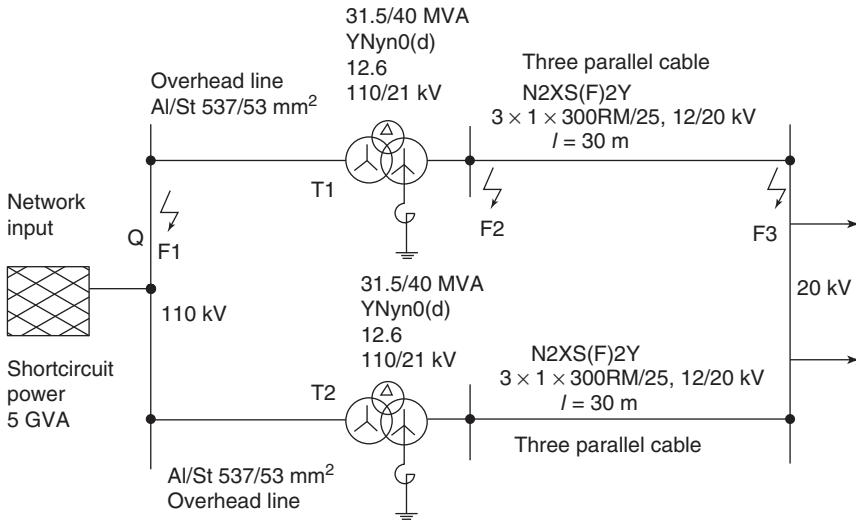 31.5/40 MVA
YNyn0(d)
12.6
110/21 kV
Overhead line
Al/St 537/53 mm²
Three parallel cable
N2XS(F)2Y
3 × 1 × 300RM/25, 12/20 kV
l = 30 m
T1
Network
input
Q
F1
F2
F3
110 kV
20 kV
31.5/40 MVA
YNyn0(d)
12.6
110/21 kV
Shortcircuit
power
5 GVA
T2
N2XS(F)2Y
3 × 1 × 300RM/25, 12/20 kV
l = 30 m
Three parallel cable
Al/St 537/53 mm²
Overhead line